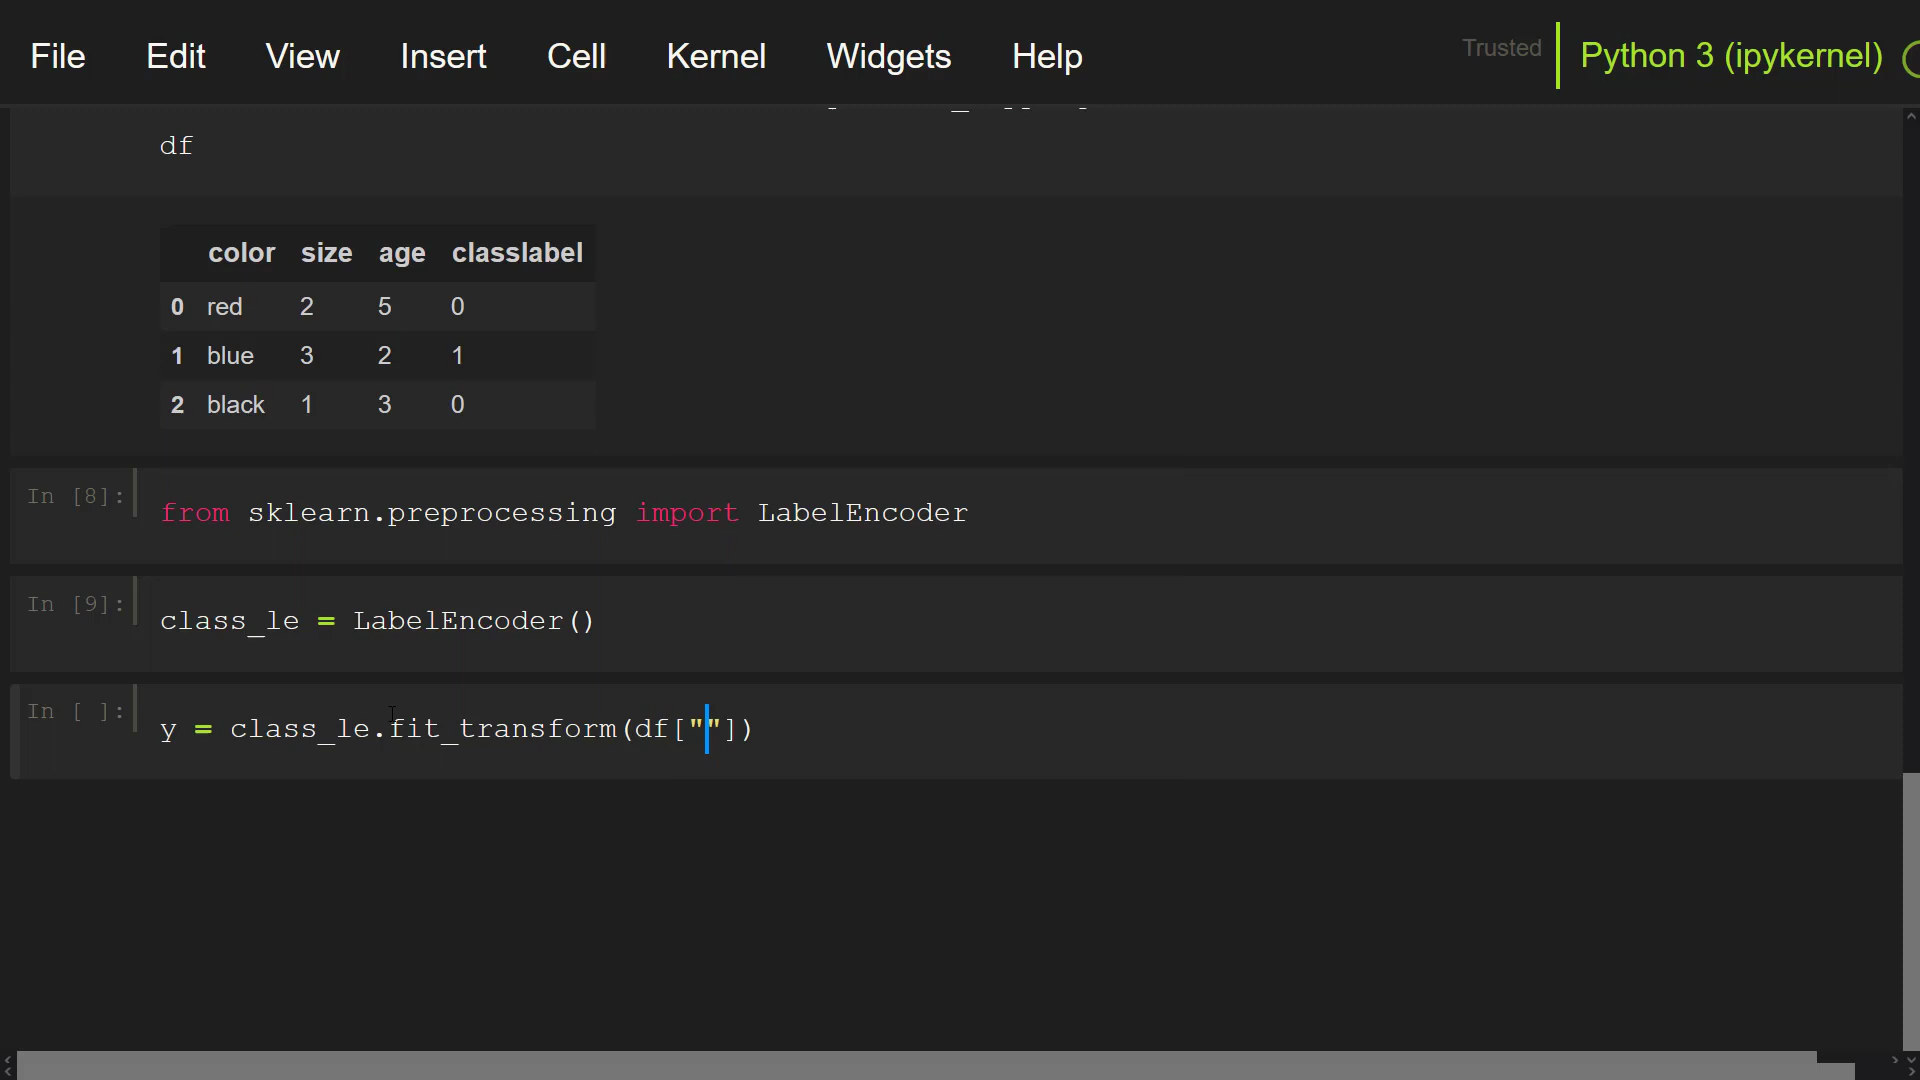 File Edit View Insert Cell Kernel Widgets Help Trusted Python 3 (ipykernel)
df
color size age classlabel
0 red 2 5 0
1 blue 3 2 1
2 black 1 3 0
In [8]: from sklearn.preprocessing import LabelEncoder
In [9]: class_le = LabelEncoder()
In [ ]: y = class_le.fit_transform(df[""])